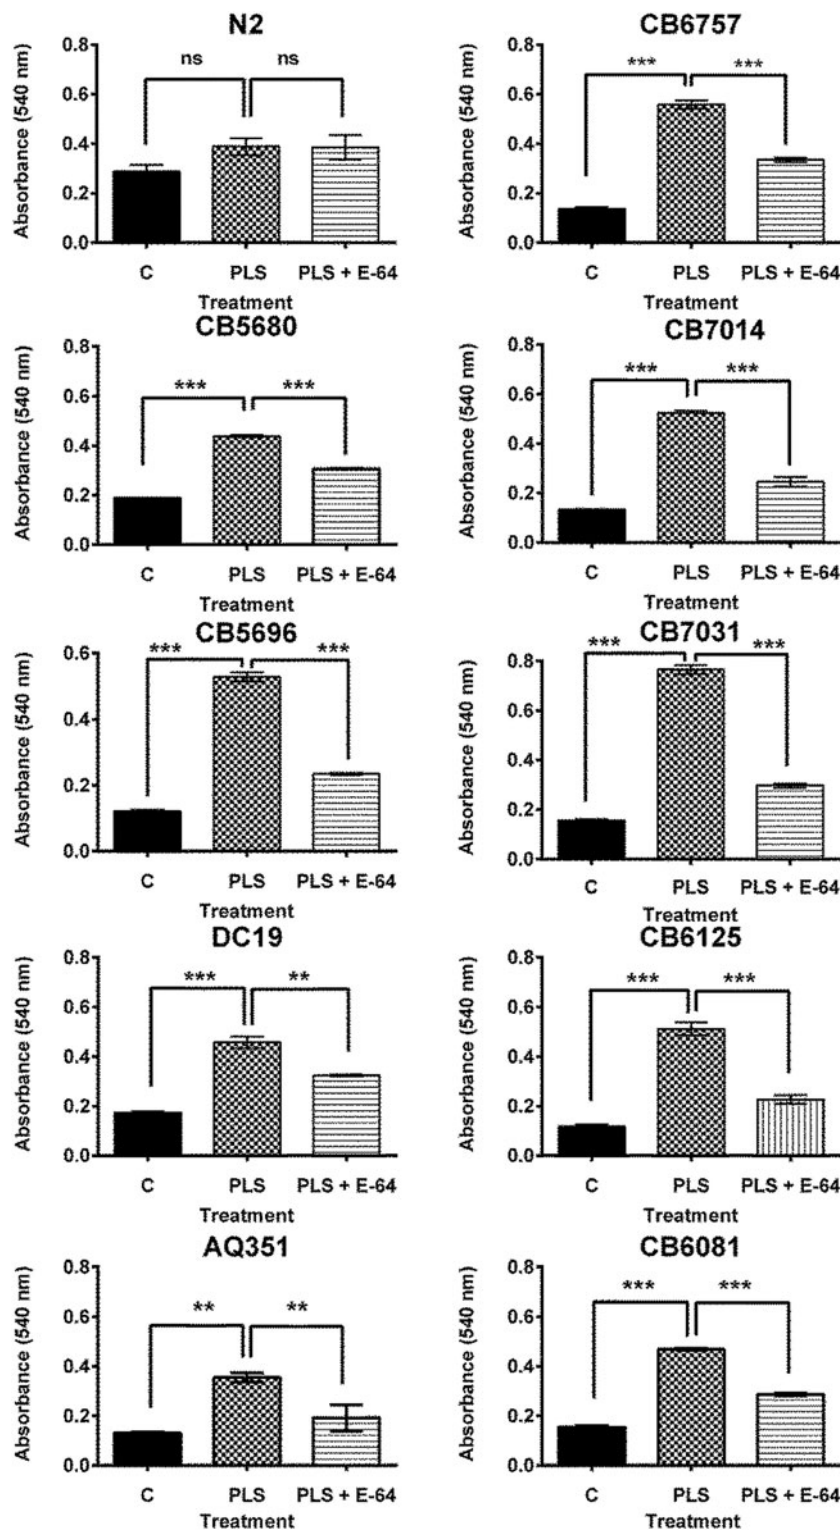 N2
Absorbance (540 nm)
0.8
0.6
0.4
0.2
0.0
ns ns
C PLS PLS + E-64
Treatment
CB6757
Absorbance (540 nm)
0.8
0.6
0.4
0.2
0.0
*** ***
C PLS PLS + E-64
Treatment
CB5680
Absorbance (540 nm)
0.8
0.6
0.4
0.2
0.0
*** ***
C PLS PLS + E-64
Treatment
CB7014
Absorbance (540 nm)
0.8
0.6
0.4
0.2
0.0
*** ***
C PLS PLS + E-64
Treatment
CB5696
Absorbance (540 nm)
0.6
0.4
0.2
0.0
*** ***
C PLS PLS + E-64
Treatment
CB7031
Absorbance (540 nm)
0.8
0.6
0.4
0.2
0.0
*** ***
C PLS PLS + E-64
Treatment
DC19
Absorbance (540 nm)
0.8
0.6
0.4
0.2
0.0
*** **
C PLS PLS + E-64
Treatment
CB6125
Absorbance (540 nm)
0.8
0.6
0.4
0.2
0.0
*** ***
C PLS PLS + E-64
Treatment
AQ351
Absorbance (540 nm)
0.8
0.6
0.4
0.2
0.0
** **
C PLS PLS + E-64
Treatment
CB6081
Absorbance (540 nm)
0.8
0.6
0.4
0.2
0.0
*** ***
C PLS PLS + E-64
Treatment